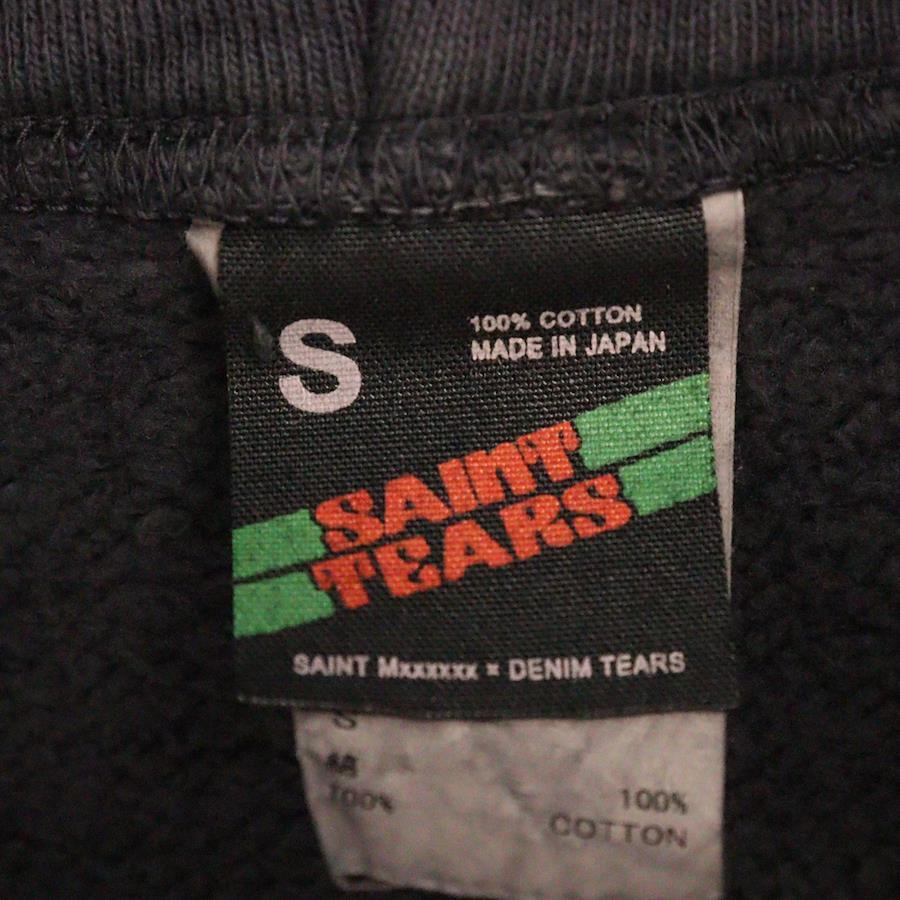 S
100% COTTON
MADE IN JAPAN
SAINT
TEARS
SAINT Mxxxxxx × DENIM TEARS
S
100%
100%
COTTON